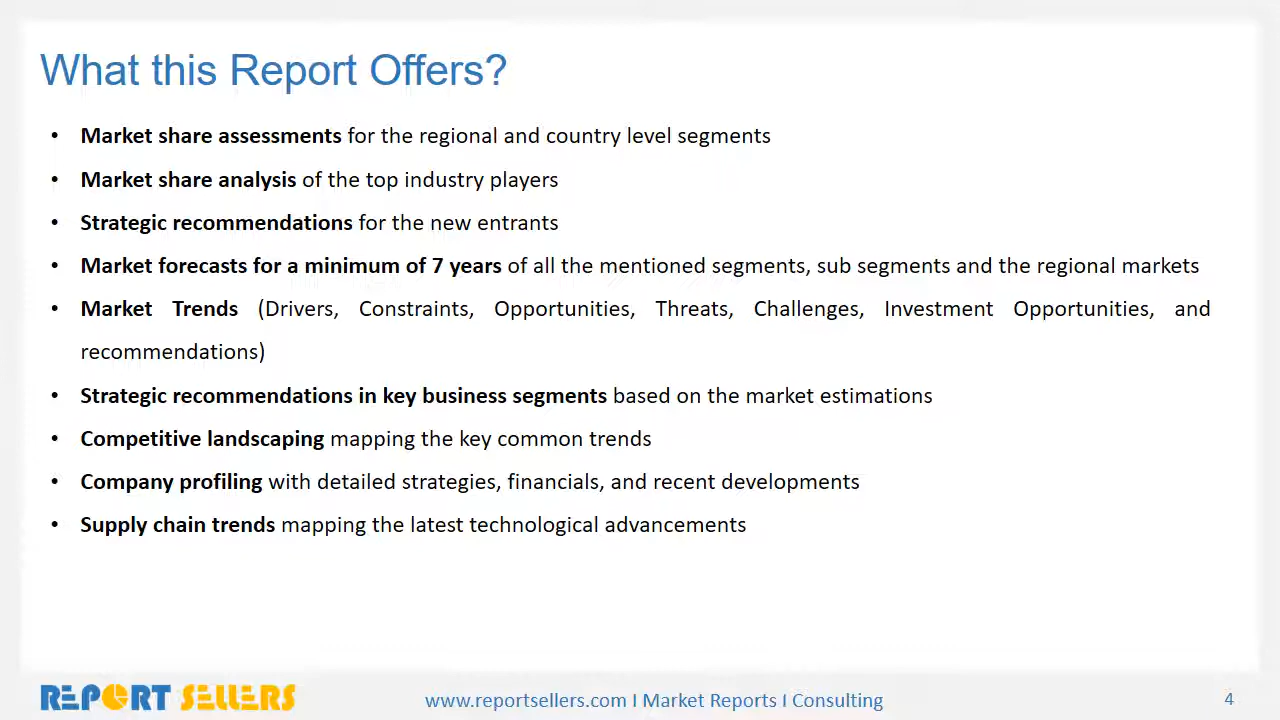 What this Report Offers?
• Market share assessments for the regional and country level segments
• Market share analysis of the top industry players
• Strategic recommendations for the new entrants
• Market forecasts for a minimum of 7 years of all the mentioned segments, sub segments and the regional markets
• Market Trends (Drivers, Constraints, Opportunities, Threats, Challenges, Investment Opportunities, and
recommendations)
• Strategic recommendations in key business segments based on the market estimations
• Competitive landscaping mapping the key common trends
• Company profiling with detailed strategies, financials, and recent developments
• Supply chain trends mapping the latest technological advancements
REPORT SELLERS
www.reportsellers.com I Market Reports I Consulting
4